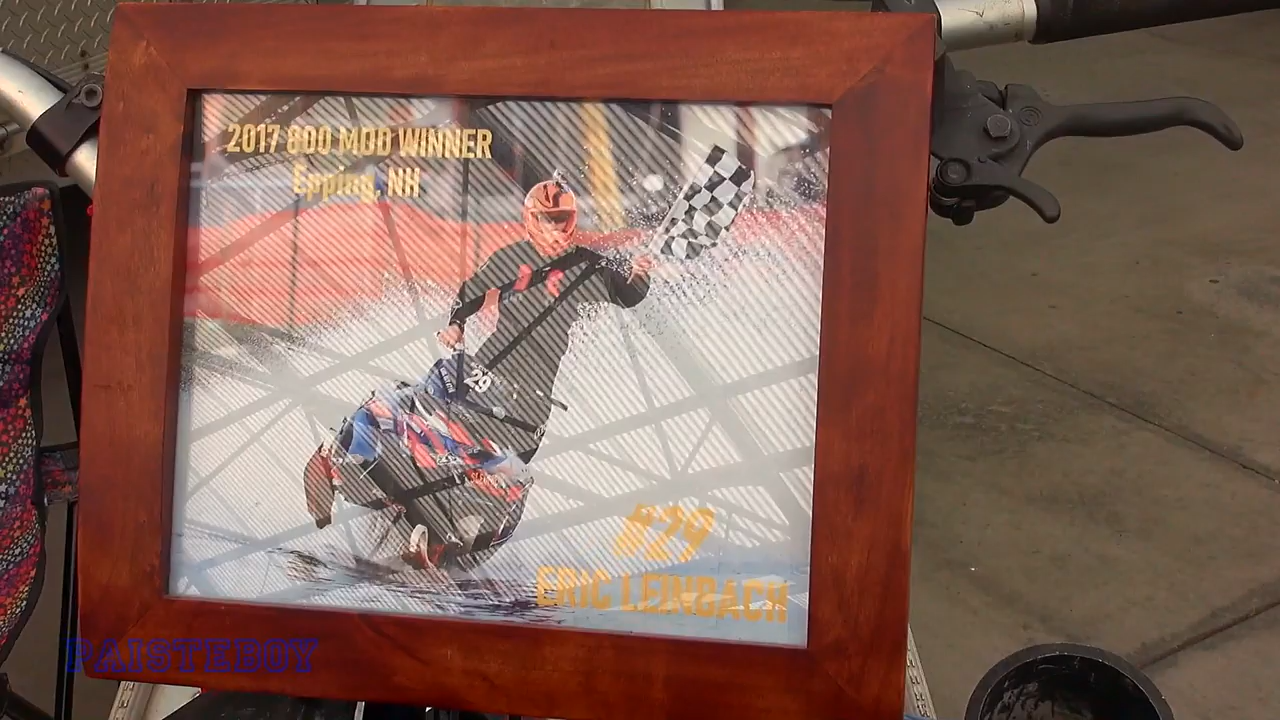 2017 800 MOD WINNER
Epping, NH
29
#29
ERIC LEINBACH
PAISTEBOY